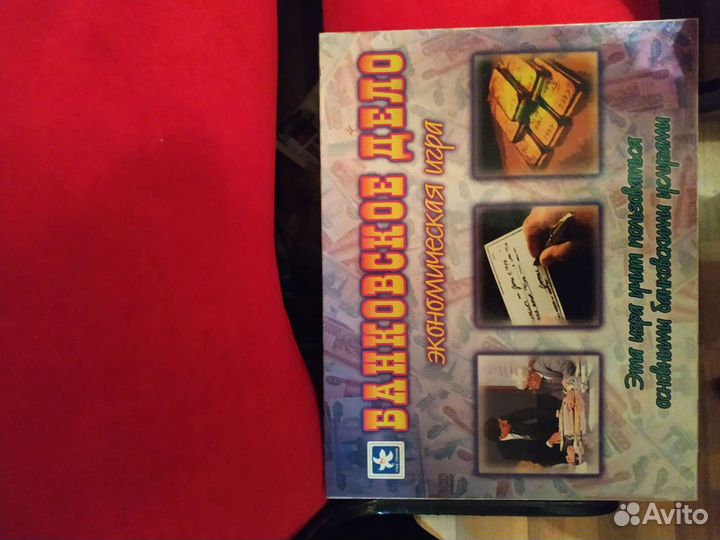 БАНКОВСКОЕ ДЕЛО
ЭКОНОМИЧЕСКАЯ ИГРА
Эта игра учит пользоваться
основными банковскими услугами
Avito